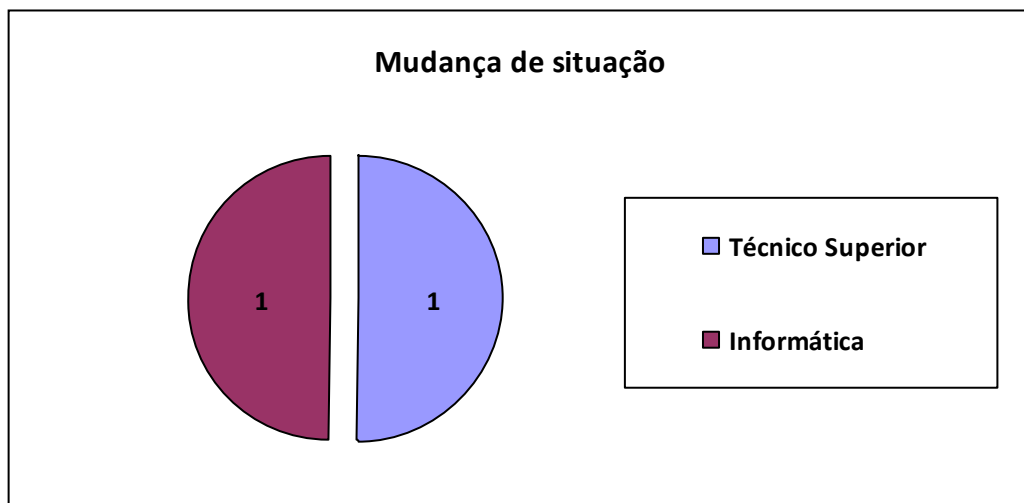 Mudança de situação
1
1
Técnico Superior
Informática